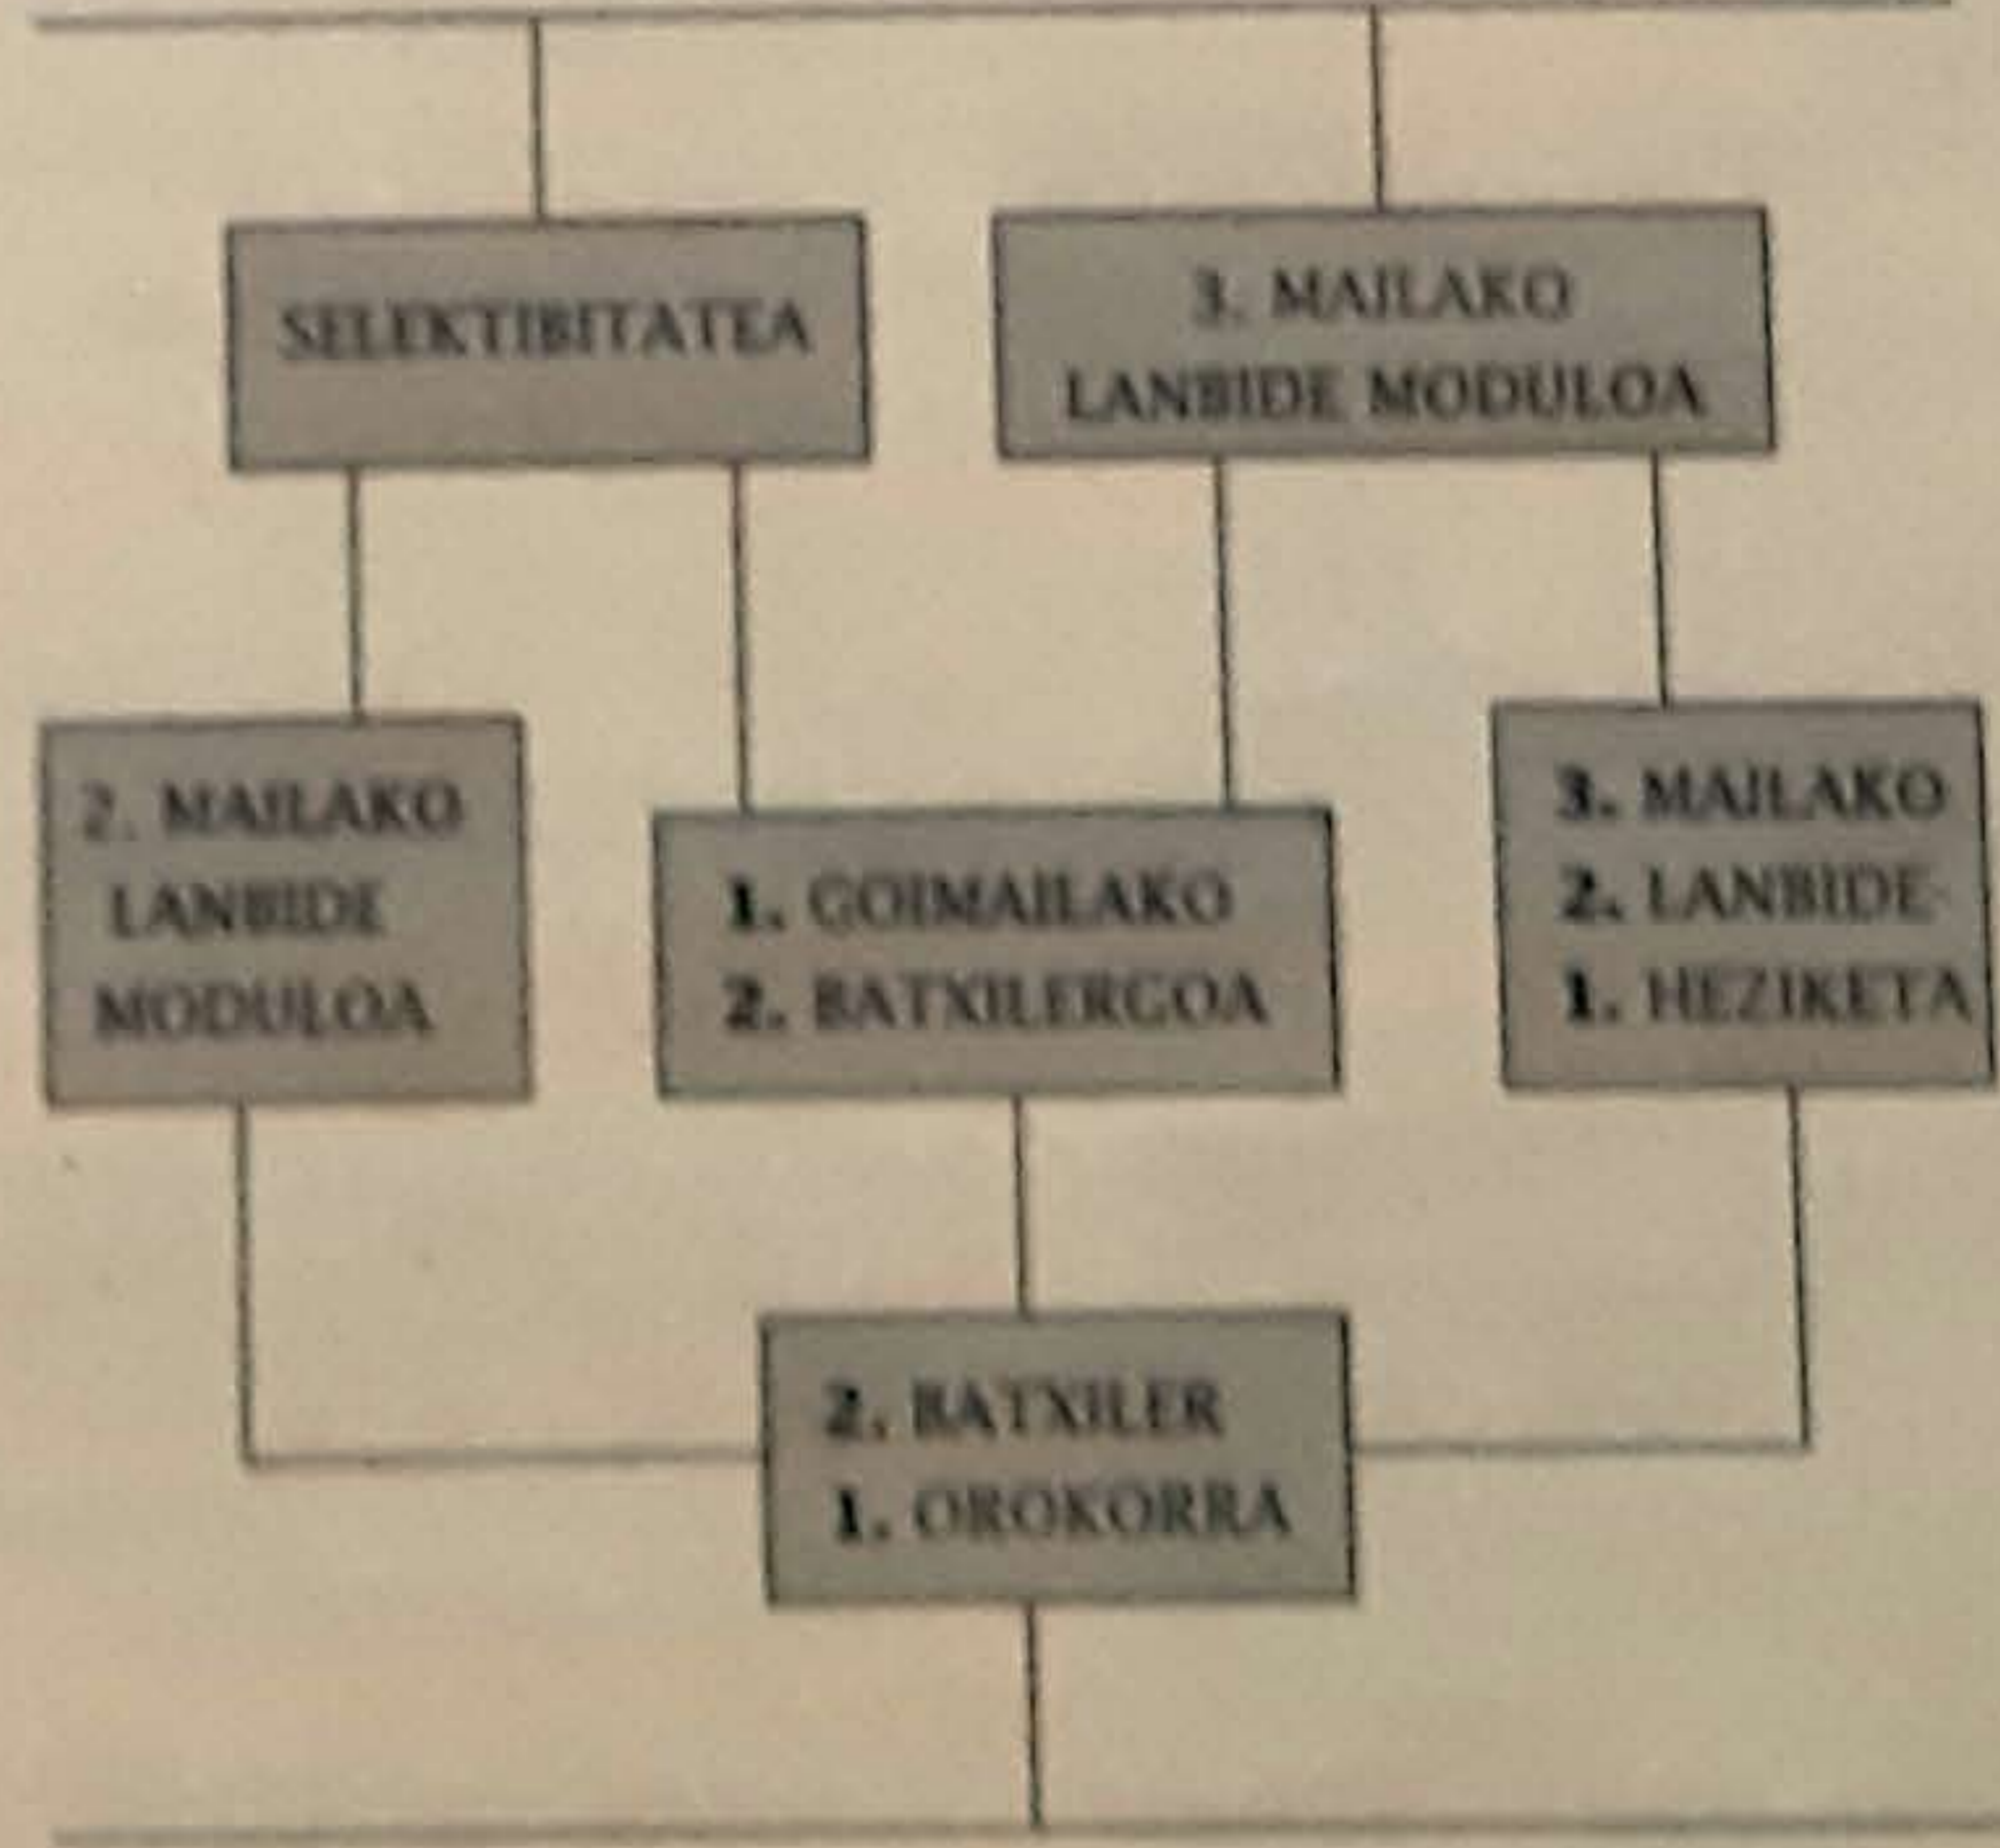 SELEKTIBITATEA
3. MAILAKO
LANBIDE MODULOA
2. MAILAKO
LANBIDE
MODULOA
1. GOIMAILAKO
2. BATXILERGOA
3. MAILAKO
2. LANBIDE-
1. HEZIKETA
2. BATXILER
1. OROKORRA